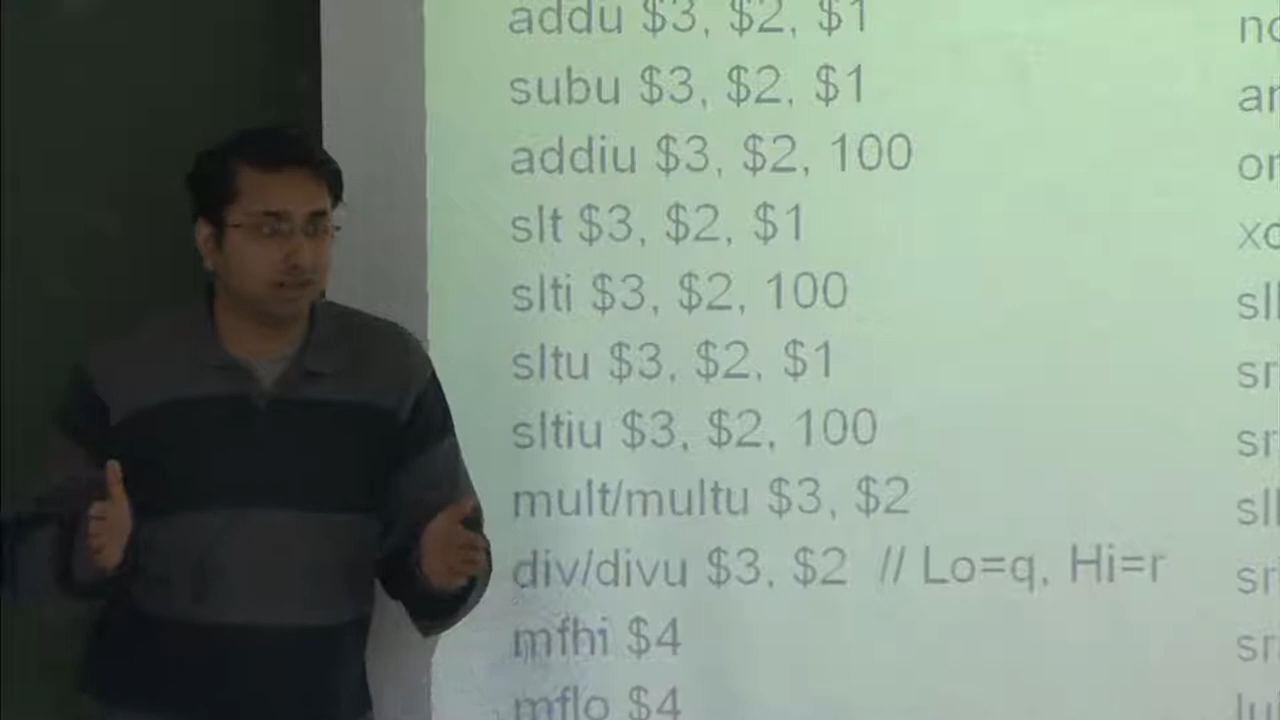 addu $3, $2, $1
subu $3, $2, $1
addiu $3, $2, 100
slt $3, $2, $1
slti $3, $2, 100
sltu $3, $2, $1
sltiu $3, $2, 100
mult/multu $3, $2
div/divu $3, $2 // Lo=q, Hi=r
mfhi $4
mflo $4